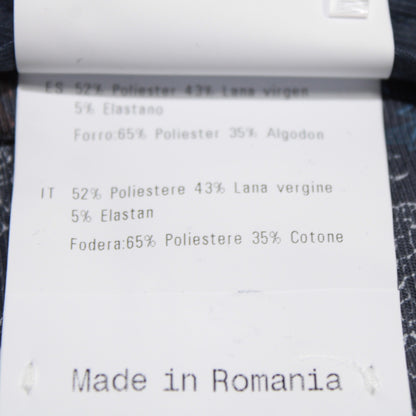 ES 52% Poliester 43% Lana virgen
5% Elastano
Forro:65% Poliester 35% Algodon
IT 52% Poliestere 43% Lana vergine
5% Elastan
Fodera:65% Poliestere 35% Cotone
Made in Romania